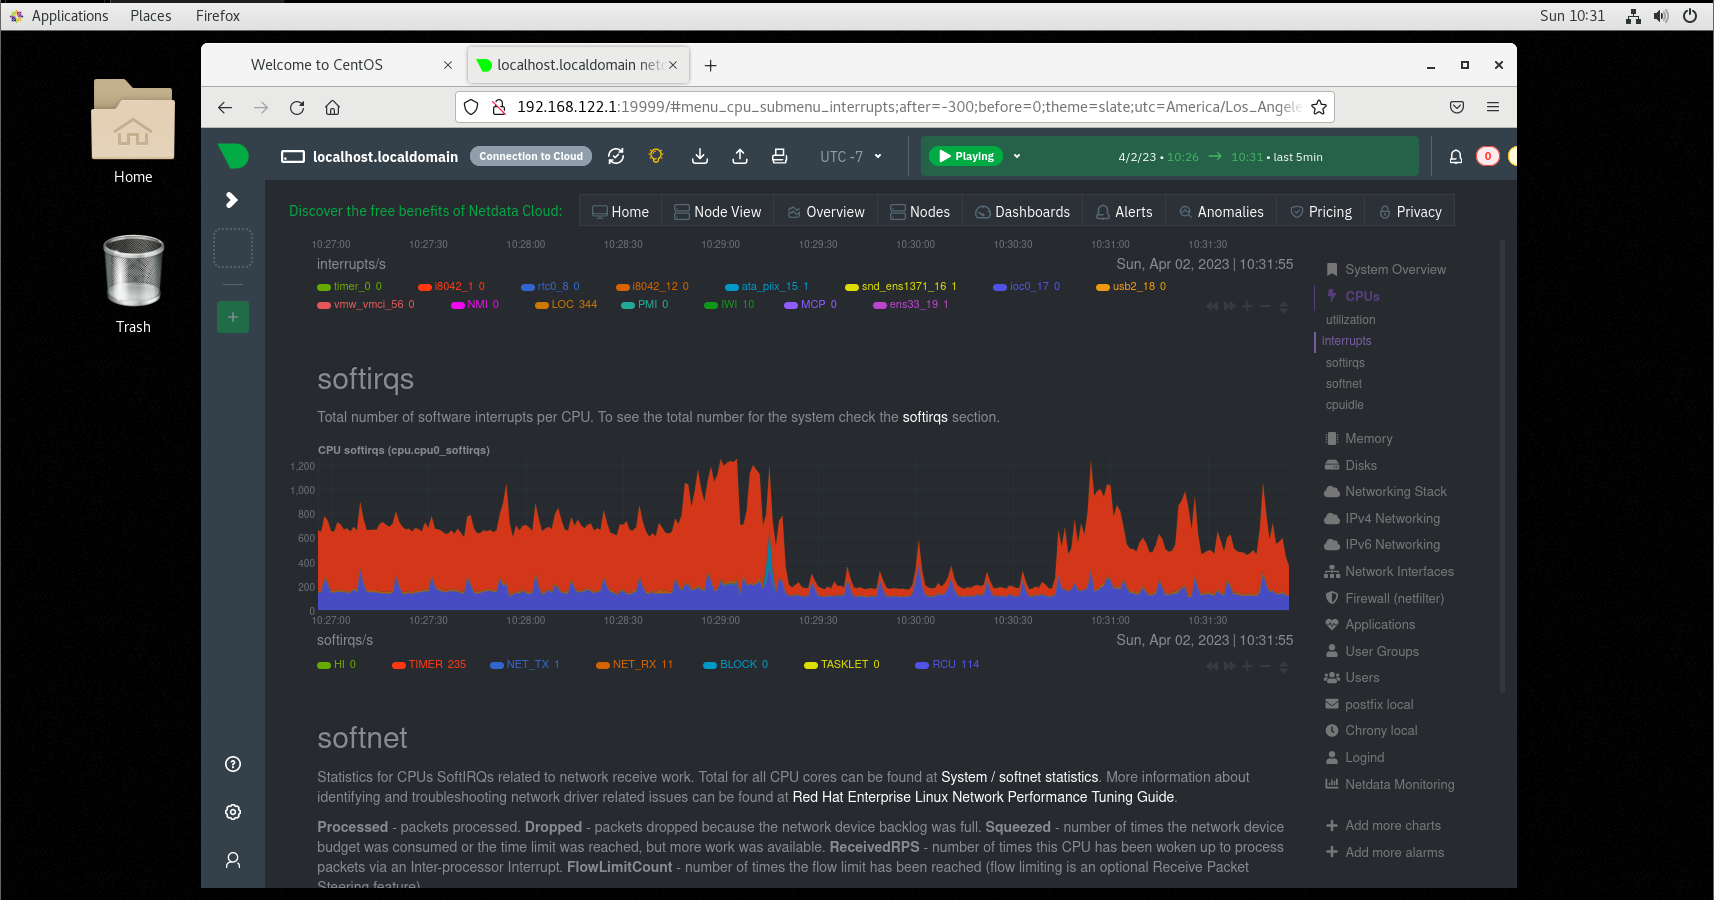 Applications Places Firefox Sun 10:31
Home
Trash
Welcome to CentOS localhost.localdomain netd
192.168.122.1:19999/#menu_cpu_submenu_interrupts;after=-300;before=0;theme=slate;utc=America/Los_Angele
localhost.localdomain Connection to Cloud UTC -7 Playing 4/2/23 • 10:26 → 10:31 • last 5min 0
Discover the free benefits of Netdata Cloud: Home Node View Overview Nodes Dashboards Alerts Anomalies Pricing Privacy
10:27:00 10:27:30 10:28:00 10:28:30 10:29:00 10:29:30 10:30:00 10:30:30 10:31:00 10:31:30
interrupts/s Sun, Apr 02, 2023 | 10:31:55
timer_0 0 i8042_1 0 rtc0_8 0 i8042_12 0 ata_piix_15 1 snd_ens1371_16 1 ioc0_17 0 usb2_18 0
vmw_vmci_56 0 NMI 0 LOC 344 PMI 0 IWI 10 MCP 0 ens33_19 1
softirqs
Total number of software interrupts per CPU. To see the total number for the system check the softirqs section.
CPU softirqs (cpu.cpu0_softirqs)
1,200
1,000
800
600
400
200
0
10:27:00 10:27:30 10:28:00 10:28:30 10:29:00 10:29:30 10:30:00 10:30:30 10:31:00 10:31:30
softirqs/s Sun, Apr 02, 2023 | 10:31:55
HI 0 TIMER 235 NET_TX 1 NET_RX 11 BLOCK 0 TASKLET 0 RCU 114
softnet
Statistics for CPUs SoftIRQs related to network receive work. Total for all CPU cores can be found at System / softnet statistics. More information about
identifying and troubleshooting network driver related issues can be found at Red Hat Enterprise Linux Network Performance Tuning Guide.
Processed - packets processed. Dropped - packets dropped because the network device backlog was full. Squeezed - number of times the network device
budget was consumed or the time limit was reached, but more work was available. ReceivedRPS - number of times this CPU has been woken up to process
packets via an Inter-processor Interrupt. FlowLimitCount - number of times the flow limit has been reached (flow limiting is an optional Receive Packet
Steering feature)
System Overview
CPUs
utilization
interrupts
softirqs
softnet
cpuidle
Memory
Disks
Networking Stack
IPv4 Networking
IPv6 Networking
Network Interfaces
Firewall (netfilter)
Applications
User Groups
Users
postfix local
Chrony local
Logind
Netdata Monitoring
Add more charts
Add more alarms